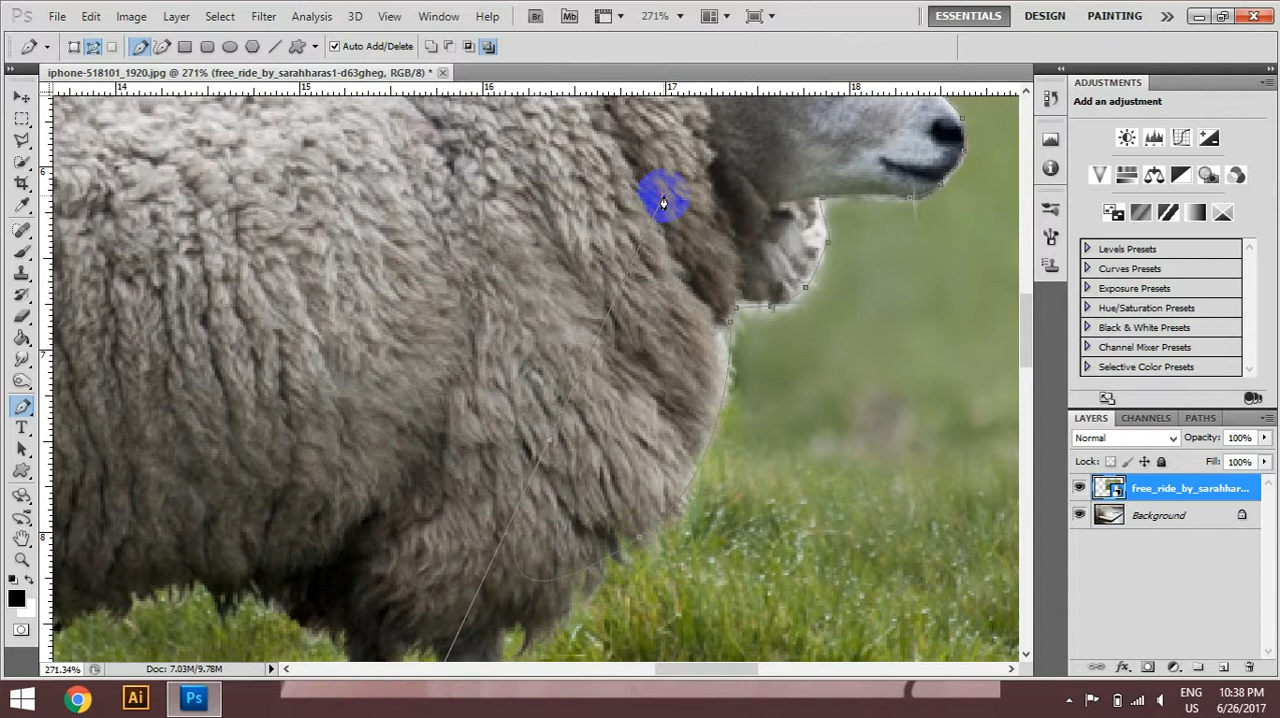 Ps File Edit Image Layer Select Filter Analysis 3D View Window Help Br Mb 271% ESSENTIALS DESIGN PAINTING
Auto Add/Delete
iphone-518101_1920.jpg @ 271% (free_ride_by_sarahharas1-d63gheg, RGB/8) *
ADJUSTMENTS
14 15 16 17 18
Add an adjustment
6
Levels Presets
Curves Presets
Exposure Presets
Hue/Saturation Presets
Black & White Presets
7
Channel Mixer Presets
Selective Color Presets
LAYERS CHANNELS PATHS
T
Normal Opacity: 100%
Lock: Fill: 100%
free_ride_by_sarahhar...
Background
8
271.34% Doc: 7.03M/9.78M
Ai Ps ENG 10:38 PM
US 6/26/2017